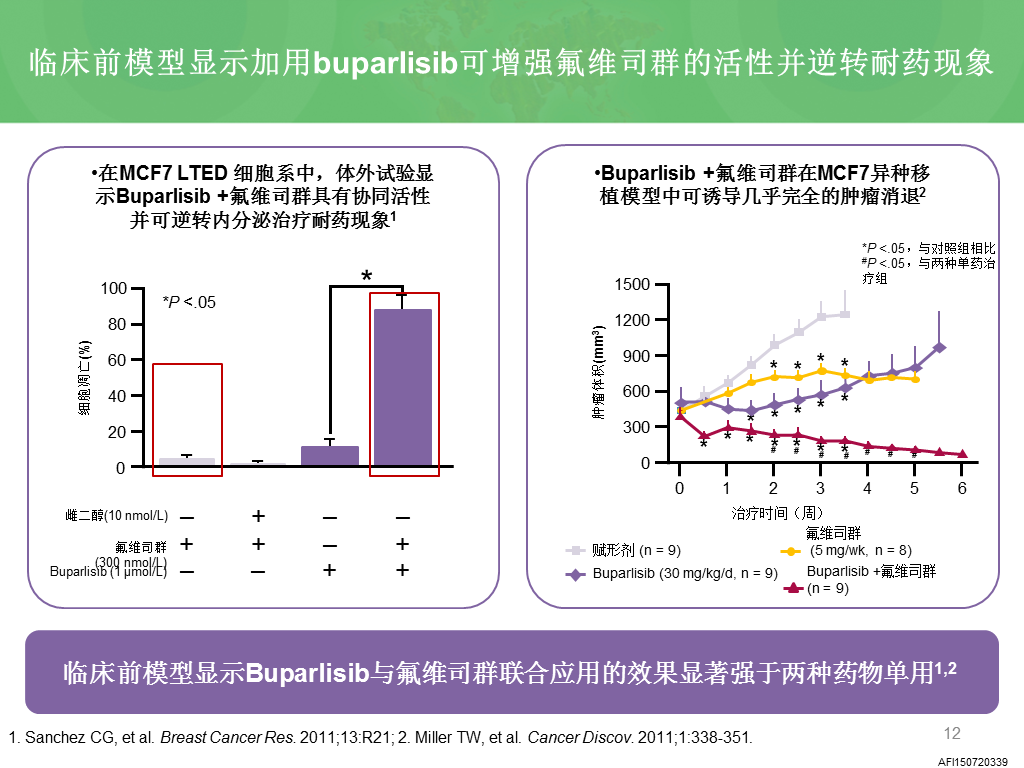 临床前模型显示加用buparlisib可增强氟维司群的活性并逆转耐药现象
•在MCF7 LTED 细胞系中，体外试验显
示Buparlisib +氟维司群具有协同活性
并可逆转内分泌治疗耐药现象1
*P <.05
*
细胞凋亡(%)
100
80
60
40
20
0
雌二醇(10 nmol/L) – + – –
氟维司群 + + – +
(300 nmol/L)
Buparlisib (1 μmol/L) – – + +
•Buparlisib +氟维司群在MCF7异种移
植模型中可诱导几乎完全的肿瘤消退2
*P <.05，与对照组相比
#P <.05，与两种单药治
疗组
肿瘤体积(mm3)
1500
1200
900
600
300
0
* * * *
* * * * *
* * * * * * *
# # # # # # #
0 1 2 3 4 5 6
治疗时间（周）
赋形剂 (n = 9)
Buparlisib (30 mg/kg/d, n = 9)
氟维司群
(5 mg/wk, n = 8)
Buparlisib +氟维司群
(n = 9)
临床前模型显示Buparlisib与氟维司群联合应用的效果显著强于两种药物单用1,2
1. Sanchez CG, et al. Breast Cancer Res. 2011;13:R21; 2. Miller TW, et al. Cancer Discov. 2011;1:338-351.
12
AFI150720339